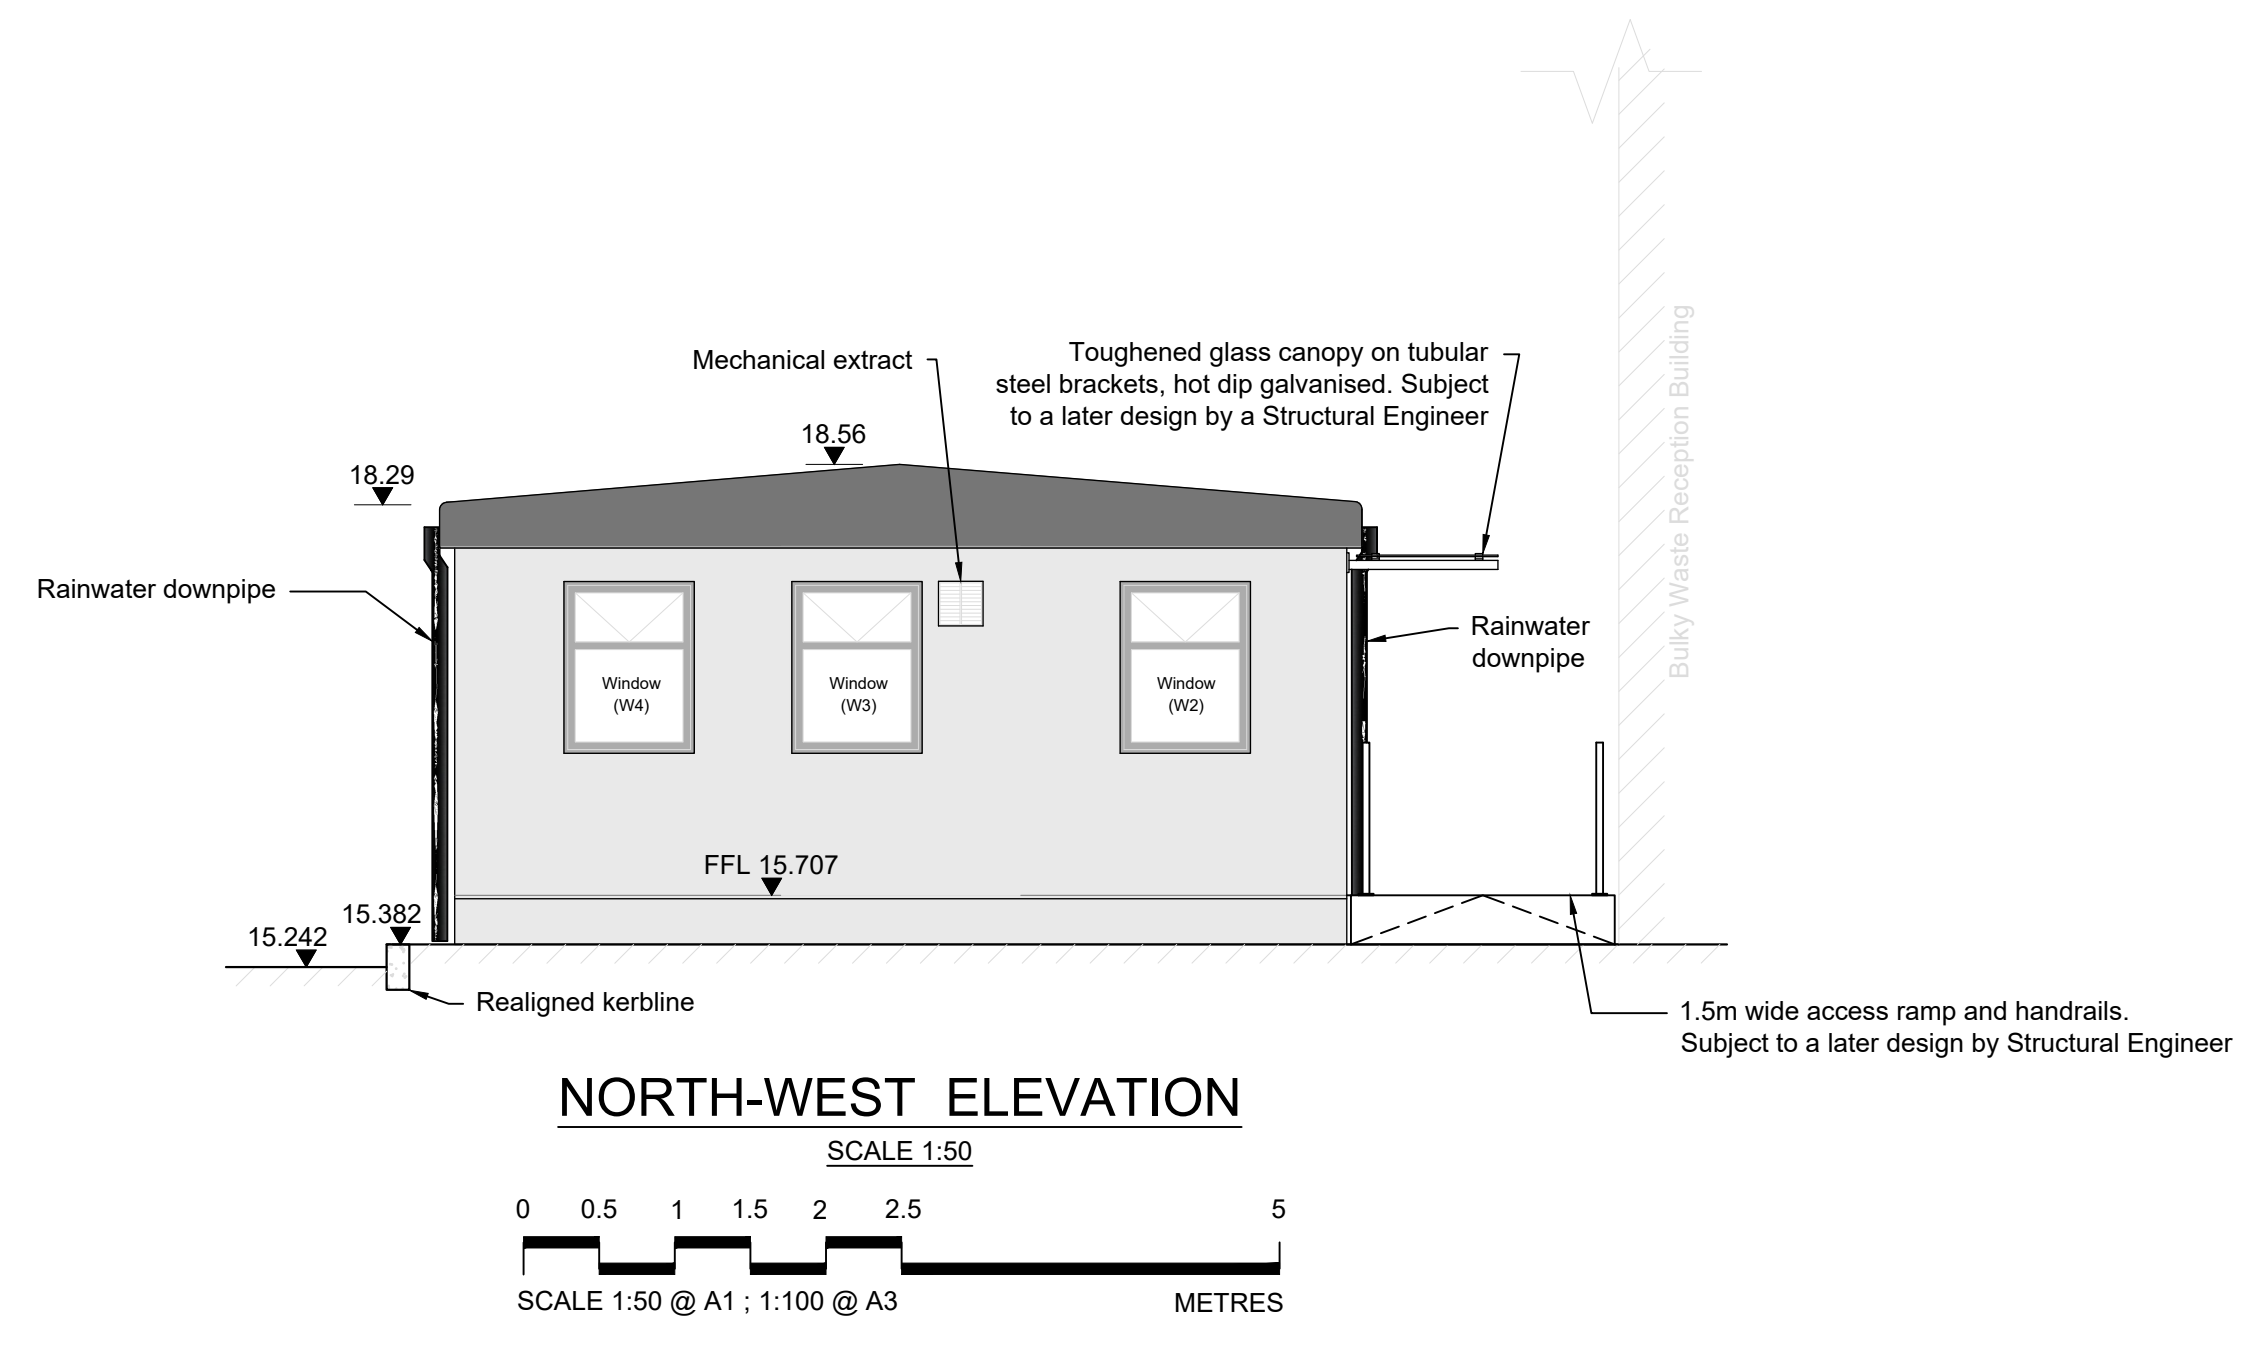 Mechanical extract
Toughened glass canopy on tubular
steel brackets, hot dip galvanised. Subject
to a later design by a Structural Engineer
Bulky Waste Reception Building
18.56
18.29
Rainwater downpipe
Rainwater
downpipe
Window
(W4)
Window
(W3)
Window
(W2)
FFL 15.707
15.382
15.242
Realigned kerbline
1.5m wide access ramp and handrails.
Subject to a later design by Structural Engineer
NORTH-WEST ELEVATION
SCALE 1:50
0 0.5 1 1.5 2 2.5 5
SCALE 1:50 @ A1 ; 1:100 @ A3
METRES